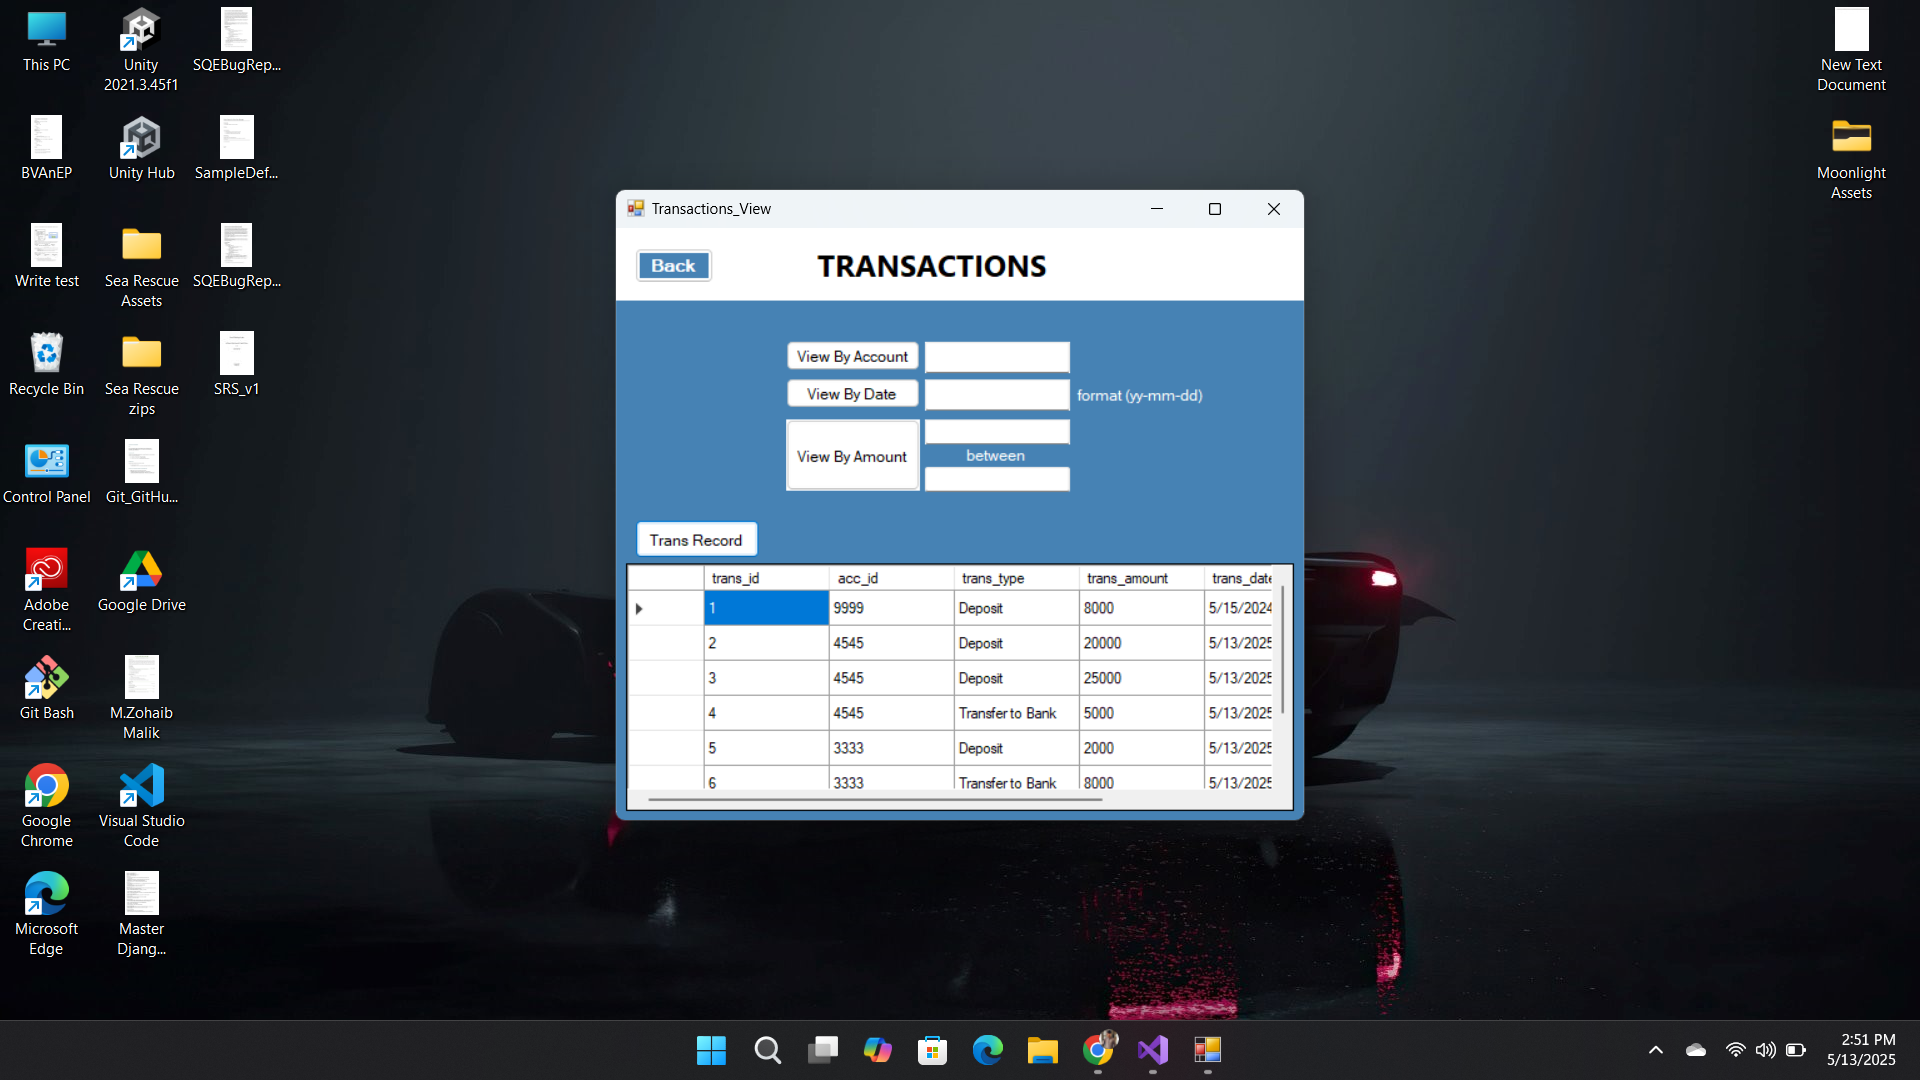 This PC
Unity
2021.3.45f1
SQEBugRep...
BVAnEP
Unity Hub
SampleDef...
Write test
Sea Rescue
Assets
SQEBugRep...
Recycle Bin
Sea Rescue
zips
SRS_v1
Control Panel
Git_GitHu...
Adobe
Creati...
Google Drive
Git Bash
M.Zohaib
Malik
Google
Chrome
Visual Studio
Code
Microsoft
Edge
Master
Djang...
New Text
Document
Moonlight
Assets
Transactions_View
Back
TRANSACTIONS
View By Account
View By Date
format (yy-mm-dd)
View By Amount
between
Trans Record
trans_id acc_id trans_type trans_amount trans_date
1 9999 Deposit 8000 5/15/2024
2 4545 Deposit 20000 5/13/2025
3 4545 Deposit 25000 5/13/2025
4 4545 Transfer to Bank 5000 5/13/2025
5 3333 Deposit 2000 5/13/2025
6 3333 Transfer to Bank 8000 5/13/2025
2:51 PM
5/13/2025